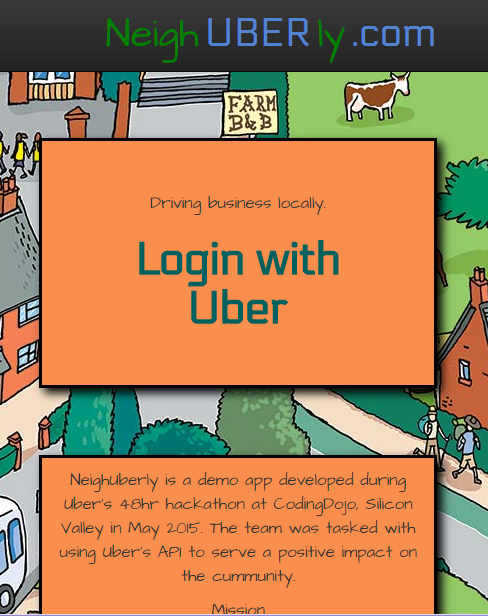 NeighUBERly.com
FARM
B&B
Driving business locally.
Login with
Uber
NeighUberly is a demo app developed during
Uber's 48hr hackathon at CodingDojo, Silicon
Valley in May 2015. The team was tasked with
using Uber's API to serve a positive impact on
the cummunity.
Mission